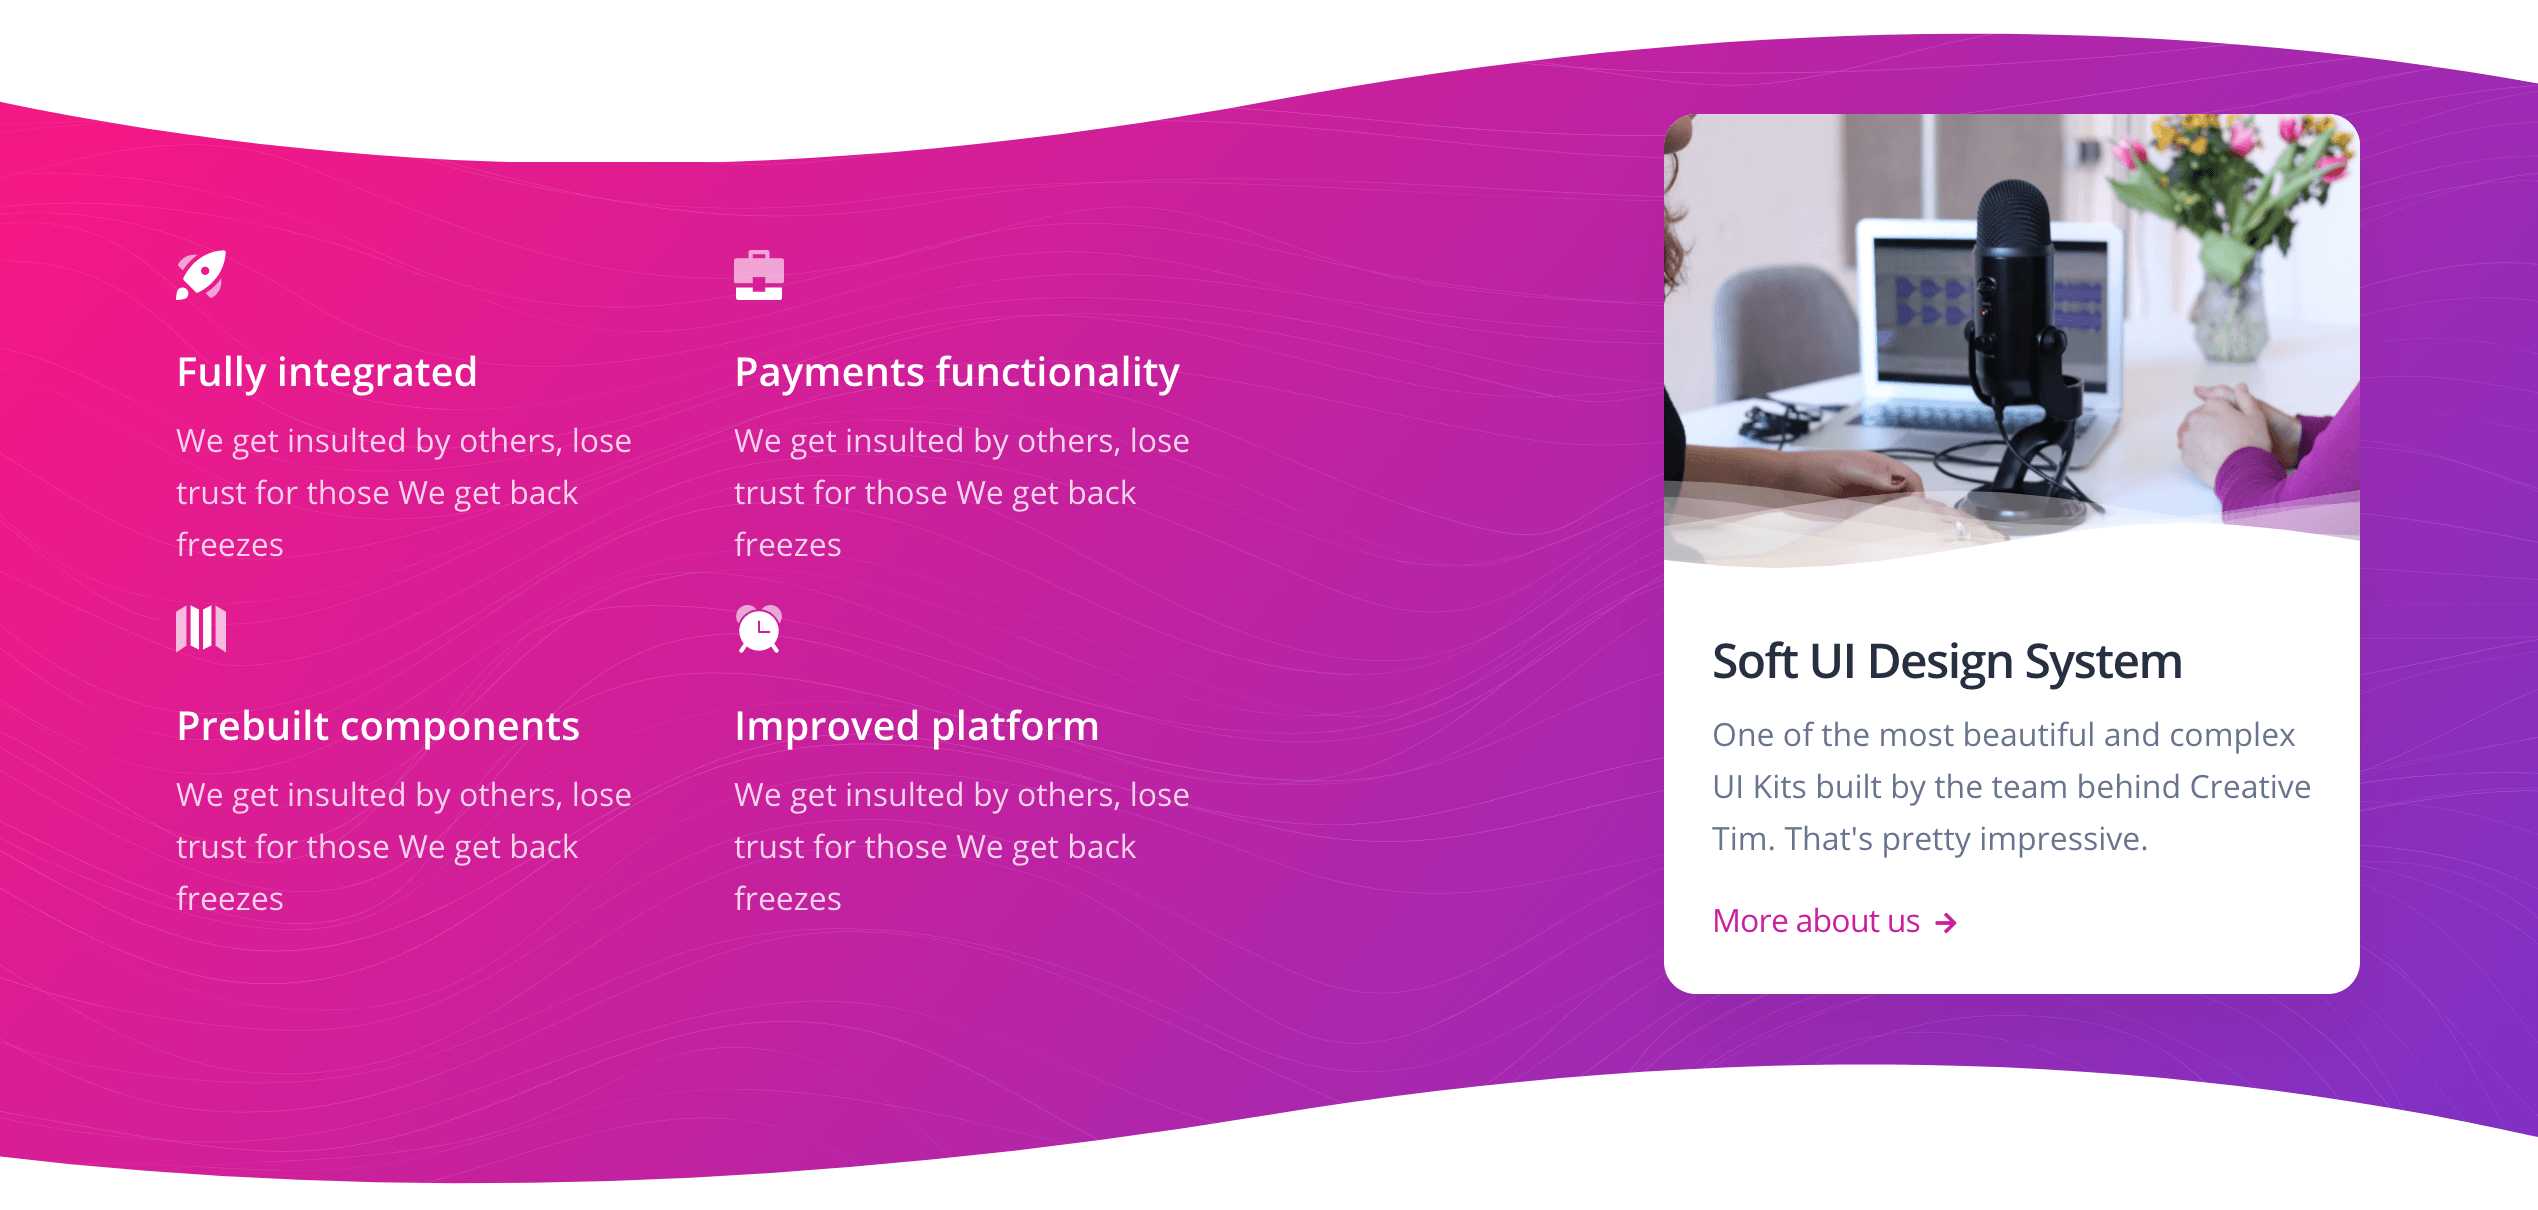 Fully integrated
We get insulted by others, lose
trust for those We get back
freezes
Payments functionality
We get insulted by others, lose
trust for those We get back
freezes
Prebuilt components
We get insulted by others, lose
trust for those We get back
freezes
Improved platform
We get insulted by others, lose
trust for those We get back
freezes
Soft UI Design System
One of the most beautiful and complex
UI Kits built by the team behind Creative
Tim. That's pretty impressive.
More about us →